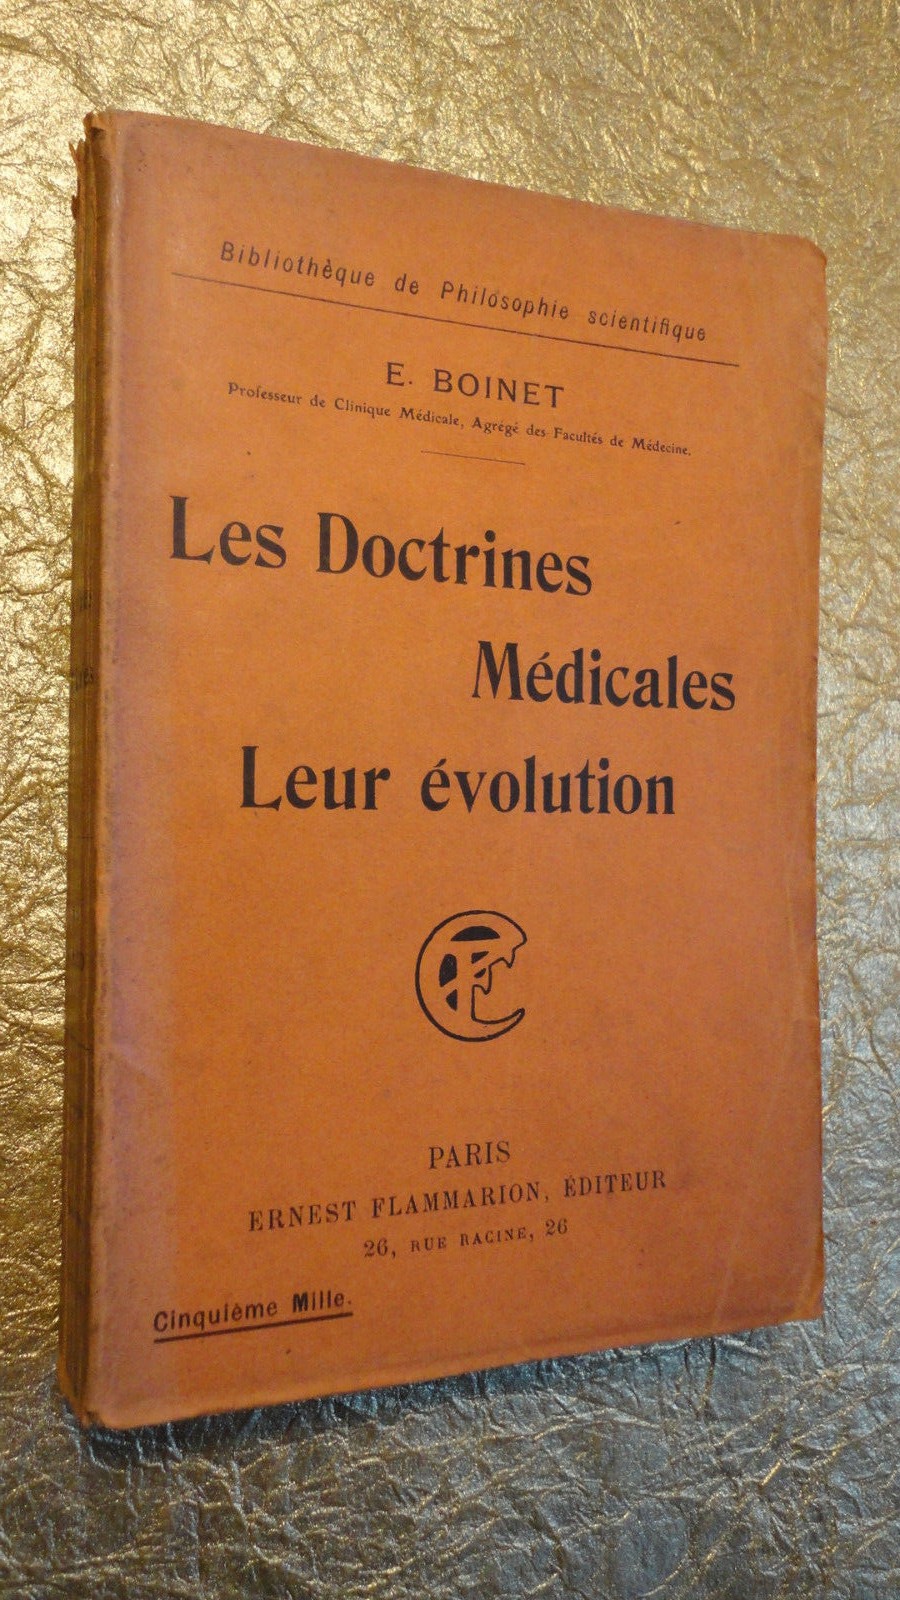 Bibliothèque de Philosophie scientifique
E. BOINET
Professeur de Clinique Médicale, Agrégé des Facultés de Médecine.
Les Doctrines
Médicales
Leur évolution
PARIS
ERNEST FLAMMARION, ÉDITEUR
26, RUE RACINE, 26
Cinquième Mille.